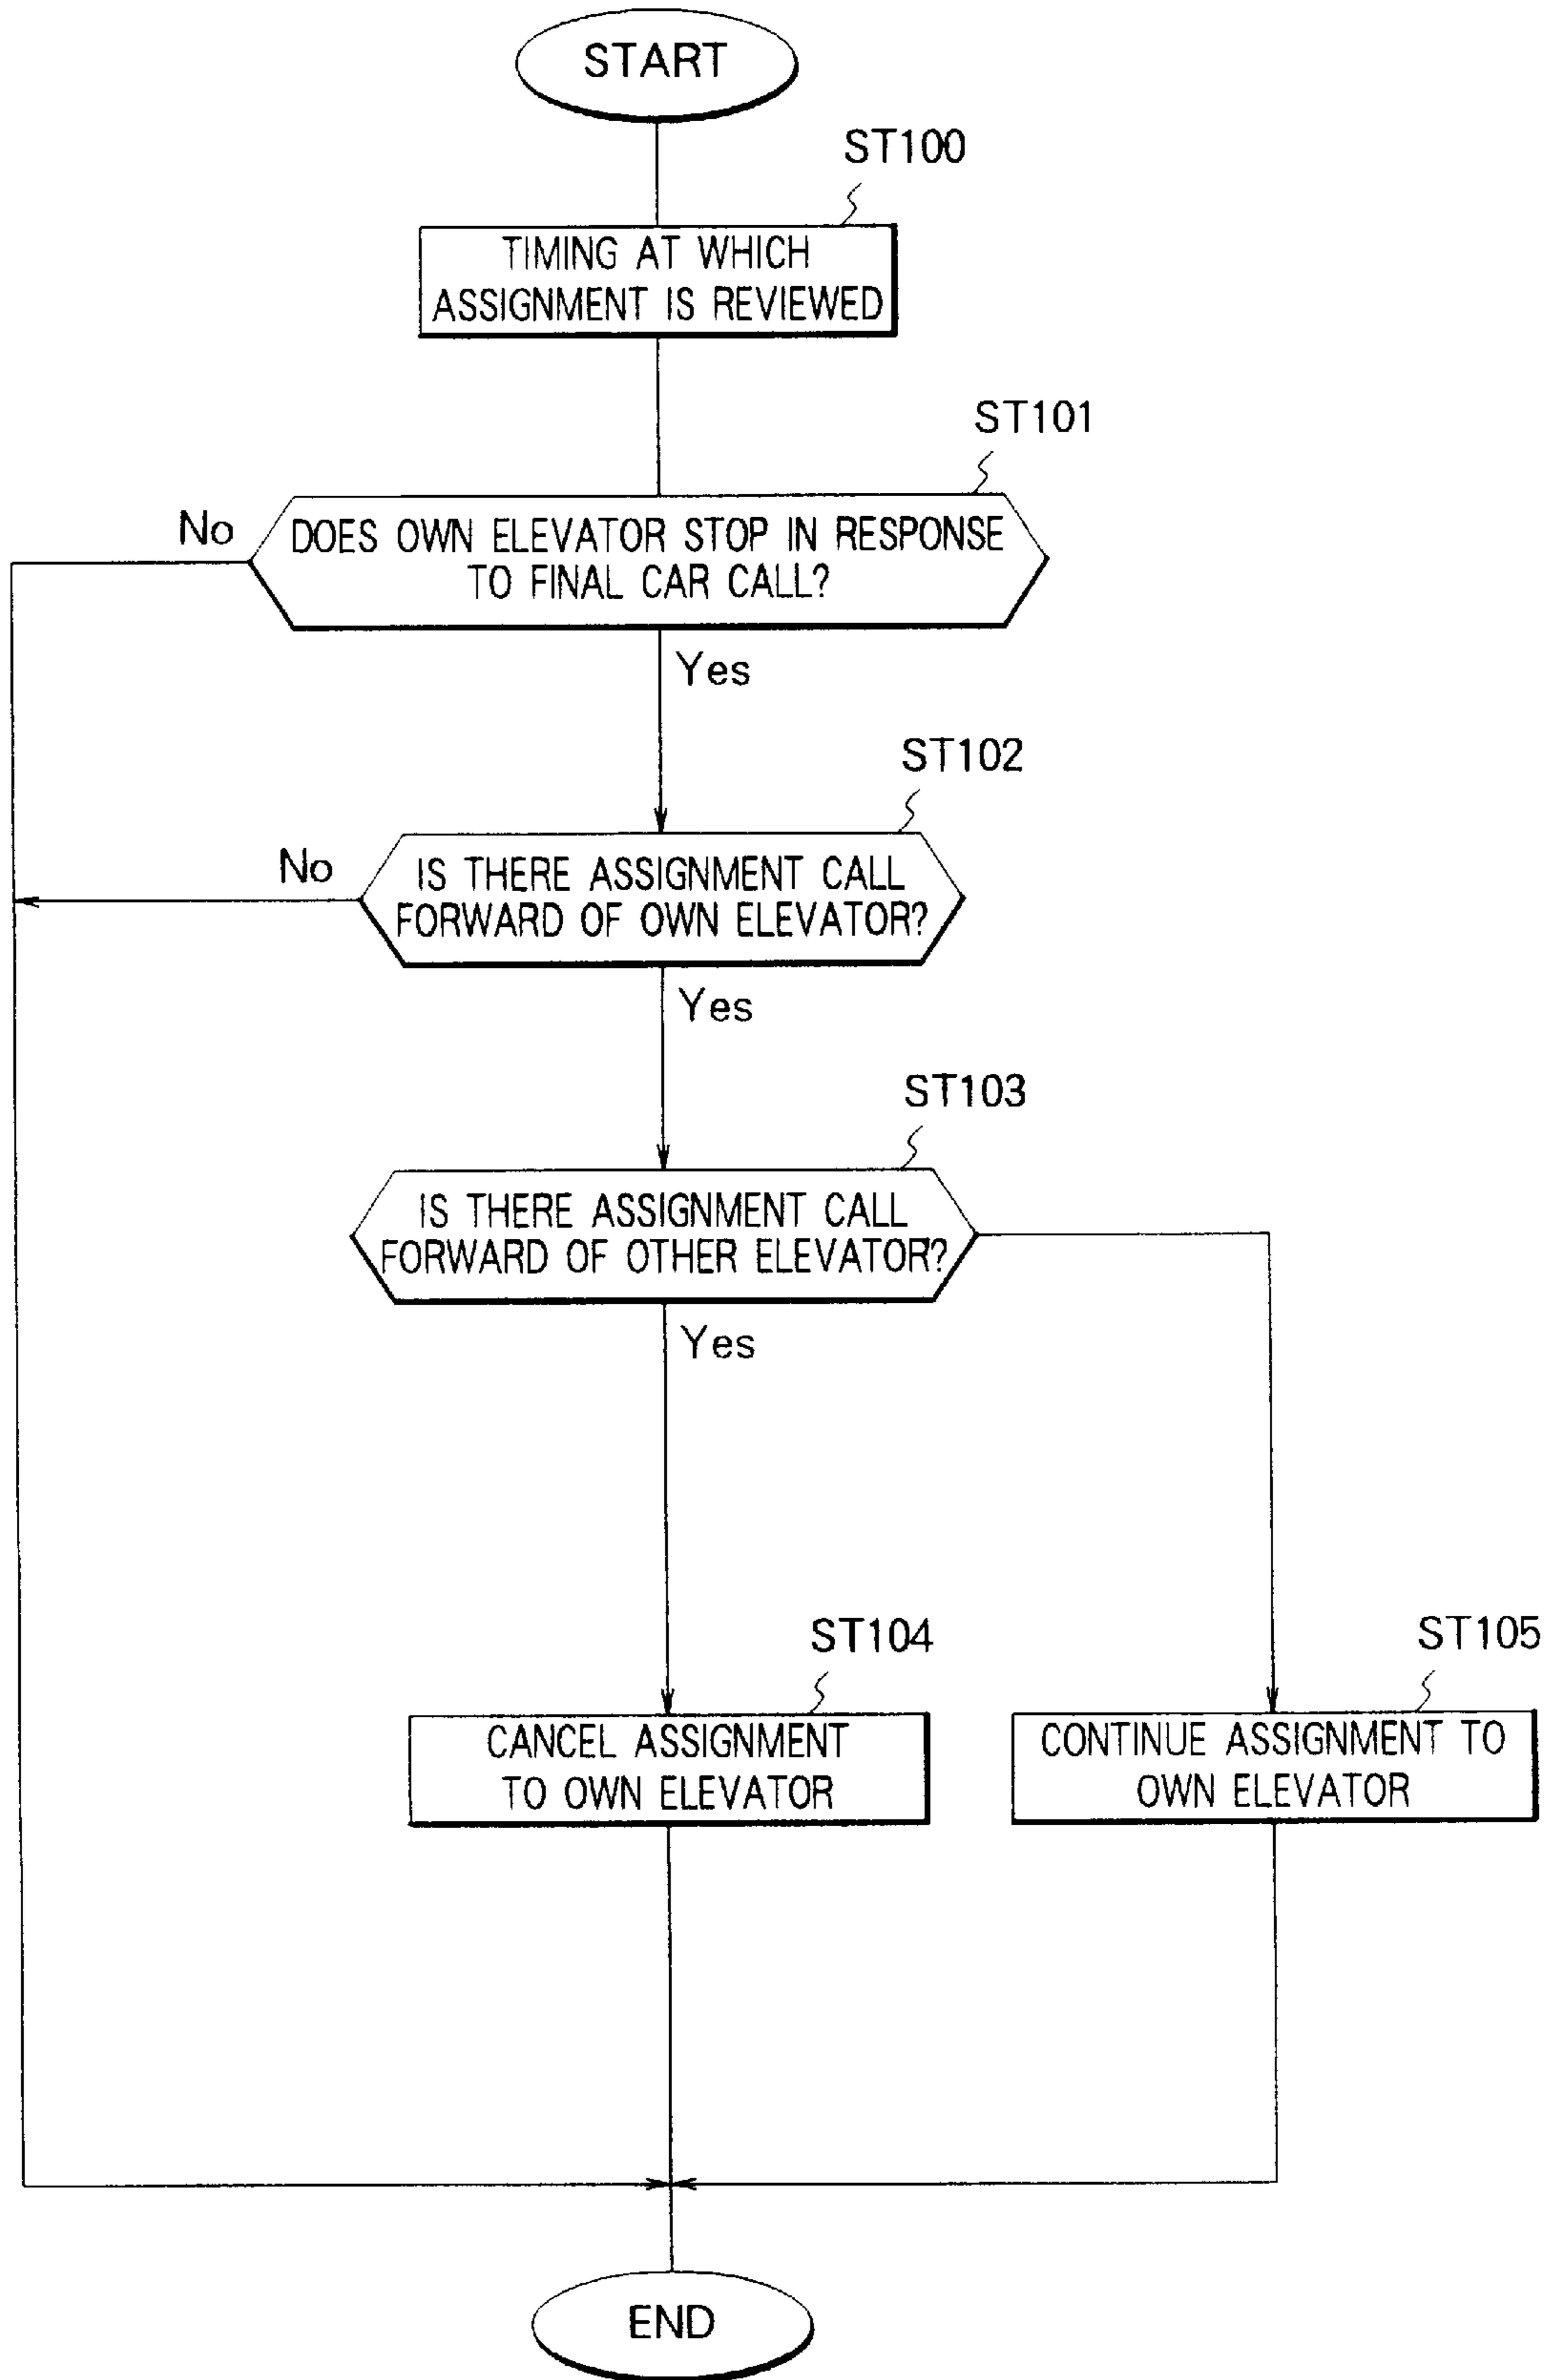 START
ST100
TIMING AT WHICH
ASSIGNMENT IS REVIEWED
ST101
No
DOES OWN ELEVATOR STOP IN RESPONSE
TO FINAL CAR CALL?
Yes
ST102
No
IS THERE ASSIGNMENT CALL
FORWARD OF OWN ELEVATOR?
Yes
ST103
IS THERE ASSIGNMENT CALL
FORWARD OF OTHER ELEVATOR?
Yes
ST104
CANCEL ASSIGNMENT
TO OWN ELEVATOR
ST105
CONTINUE ASSIGNMENT TO
OWN ELEVATOR
END